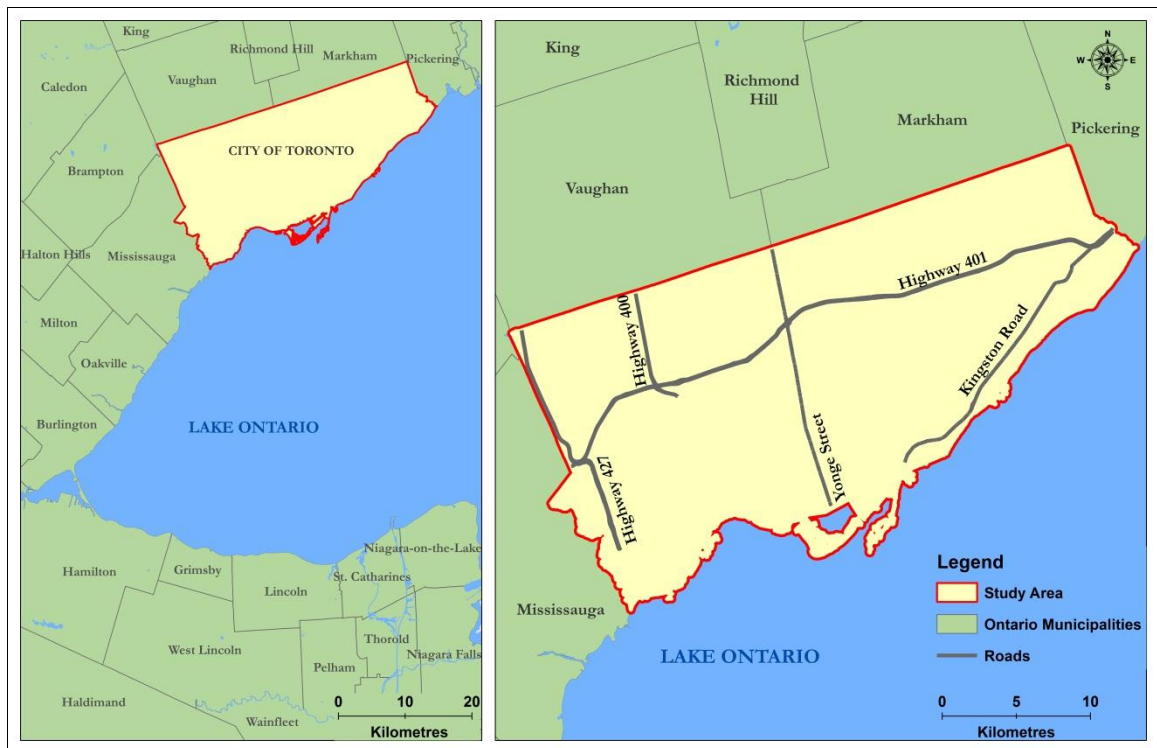 King
Richmond Hill
Markham
Pickering
Vaughan
Caledon
CITY OF TORONTO
Brampton
Halton Hills
Mississauga
Milton
Oakville
Burlington
LAKE ONTARIO
Hamilton
Grimsby
Niagara-on-the-Lake
Lincoln
St. Catharines
West Lincoln
Thorold
Niagara Falls
Pelham
Haldimand
Wainfleet
0 10 20
Kilometres
N
W E
S
King
Richmond
Hill
Markham
Pickering
Vaughan
Highway 401
Highway 400
Kingston Road
Yonge Street
Highway 427
Mississauga
LAKE ONTARIO
Legend
Study Area
Ontario Municipalities
Roads
0 5 10
Kilometres